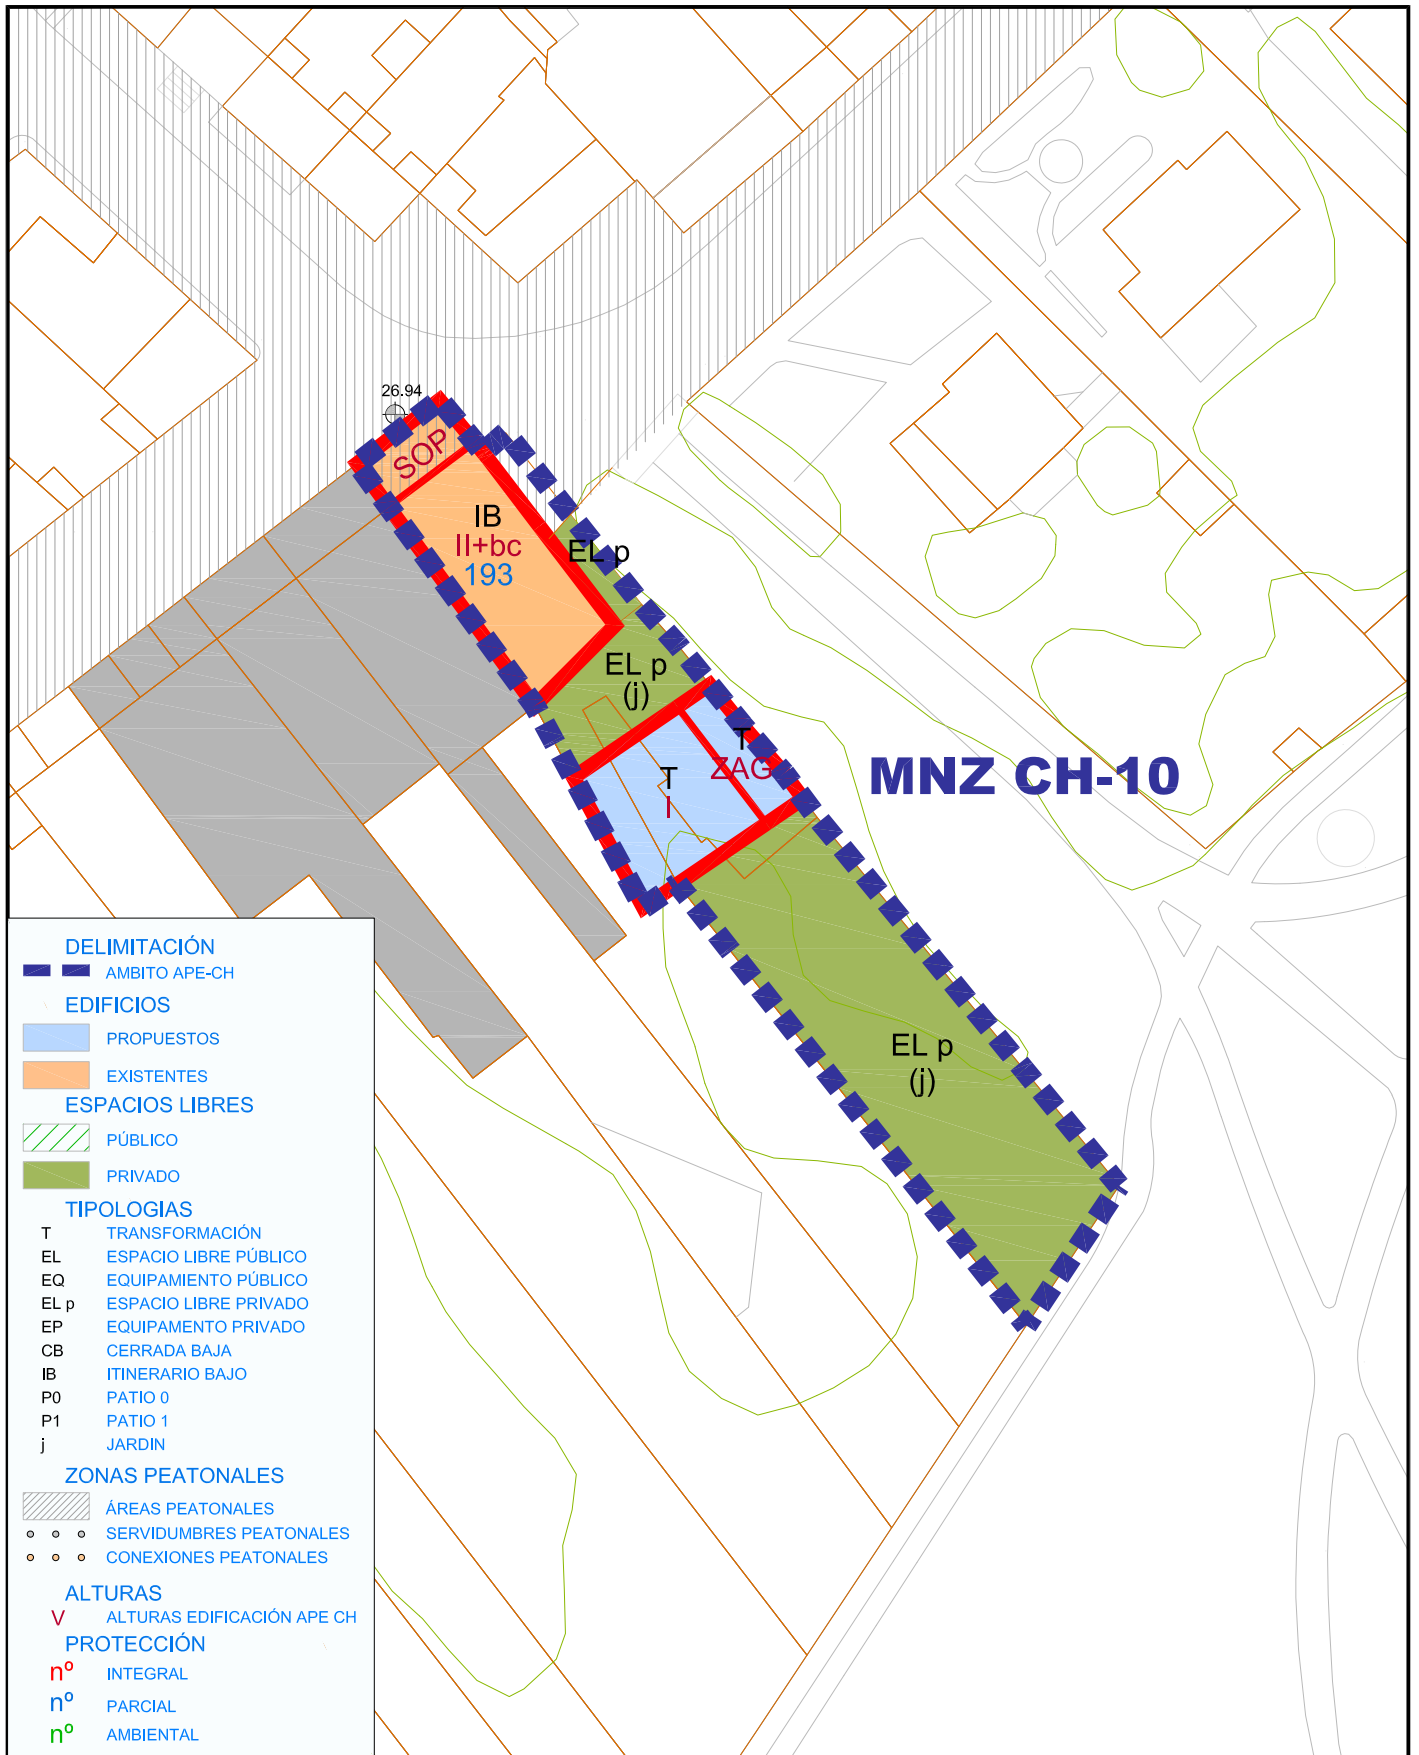 26.94
SOP
IB
II+bc
193
EL p
EL p
(j)
T
ZAG
T
I
MNZ CH-10
EL p
(j)
DELIMITACIÓN
AMBITO APE-CH
EDIFICIOS
PROPUESTOS
EXISTENTES
ESPACIOS LIBRES
PÚBLICO
PRIVADO
TIPOLOGIAS
T TRANSFORMACIÓN
EL ESPACIO LIBRE PÚBLICO
EQ EQUIPAMIENTO PÚBLICO
EL p ESPACIO LIBRE PRIVADO
EP EQUIPAMENTO PRIVADO
CB CERRADA BAJA
IB ITINERARIO BAJO
P0 PATIO 0
P1 PATIO 1
j JARDIN
ZONAS PEATONALES
ÁREAS PEATONALES
SERVIDUMBRES PEATONALES
CONEXIONES PEATONALES
ALTURAS
V ALTURAS EDIFICACIÓN APE CH
PROTECCIÓN
nº INTEGRAL
nº PARCIAL
nº AMBIENTAL